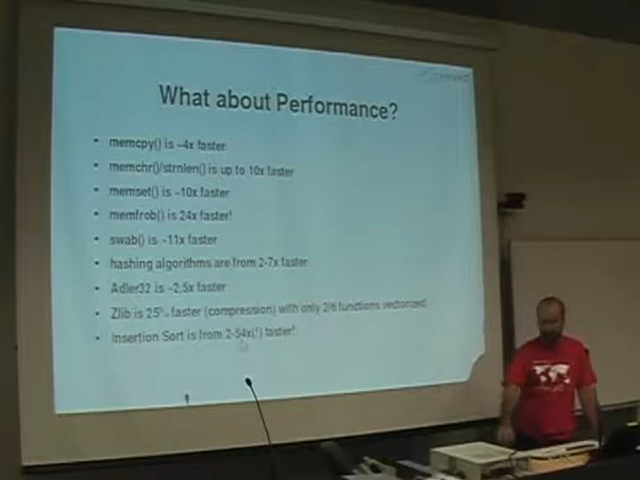 What about Performance?
memcpy() is ~4x faster
memchr()/strnlen() is up to 10x faster
memset() is ~10x faster
memfrob() is 24x faster!
swab() is ~11x faster
hashing algorithms are from 2-7x faster
Adler32 is ~2.5x faster
Zlib is 25% faster (compression) with only 2/6 functions vectorized
Insertion Sort is from 2-54x(!) faster!